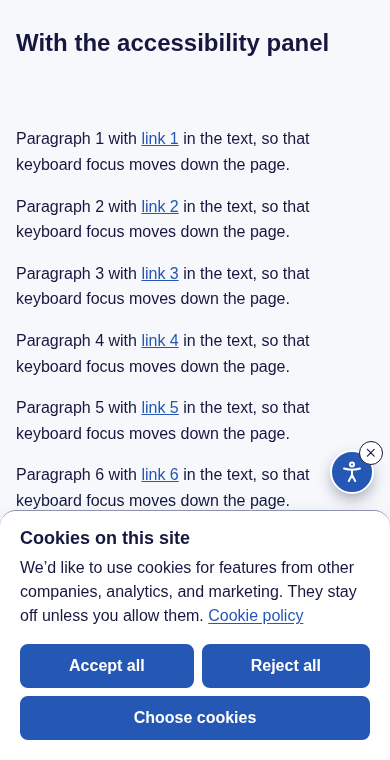 With the accessibility panel
Paragraph 1 with link 1 in the text, so that
keyboard focus moves down the page.
Paragraph 2 with link 2 in the text, so that
keyboard focus moves down the page.
Paragraph 3 with link 3 in the text, so that
keyboard focus moves down the page.
Paragraph 4 with link 4 in the text, so that
keyboard focus moves down the page.
Paragraph 5 with link 5 in the text, so that
keyboard focus moves down the page.
Paragraph 6 with link 6 in the text, so that
keyboard focus moves down the page.
Cookies on this site
We’d like to use cookies for features from other
companies, analytics, and marketing. They stay
off unless you allow them. Cookie policy
Accept all
Reject all
Choose cookies